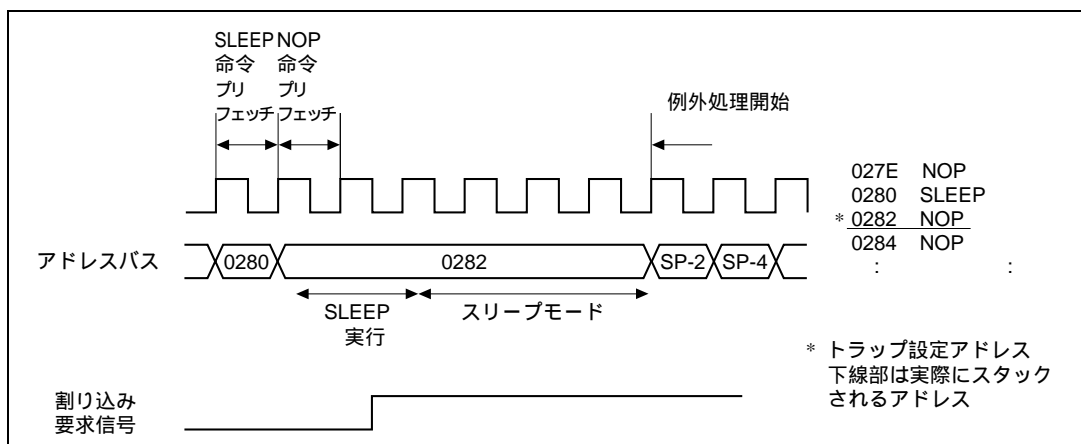 SLEEP NOP
命令 命令
プリ プリ
フェッチ フェッチ
例外処理開始
027E NOP
0280 SLEEP
* 0282 NOP
0284 NOP
: :
アドレスバス 0280 0282 SP-2 SP-4
SLEEP
実行
スリープモード
* トラップ設定アドレス
下線部は実際にスタック
されるアドレス
割り込み
要求信号